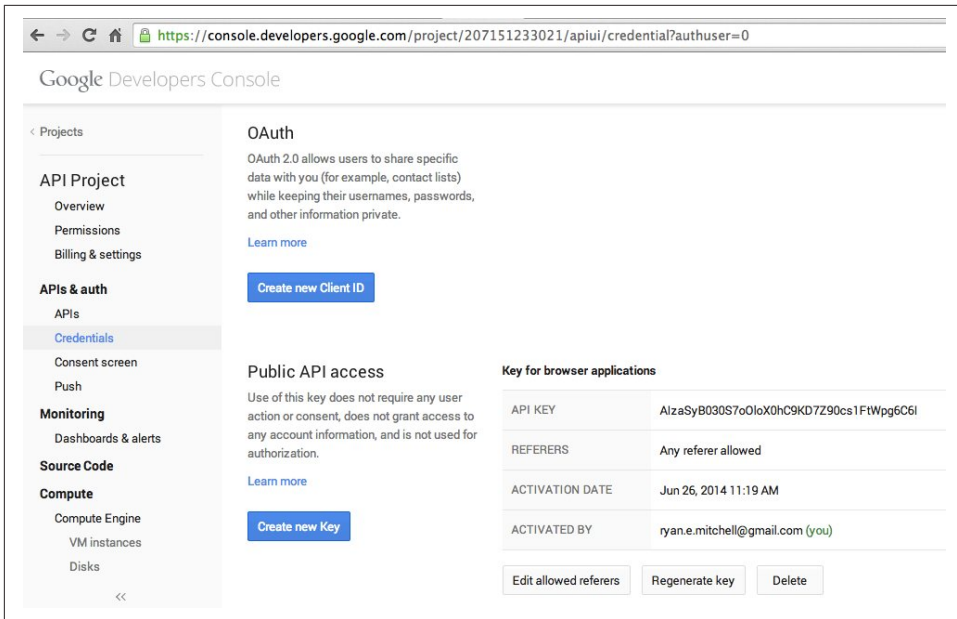 https://console.developers.google.com/project/207151233021/apiui/credential?authuser=0
Google Developers Console
< Projects
API Project
Overview
Permissions
Billing & settings
APIs & auth
APIs
Credentials
Consent screen
Push
Monitoring
Dashboards & alerts
Source Code
Compute
Compute Engine
VM instances
Disks
<<
OAuth
OAuth 2.0 allows users to share specific
data with you (for example, contact lists)
while keeping their usernames, passwords,
and other information private.
Learn more
Create new Client ID
Public API access
Use of this key does not require any user
action or consent, does not grant access to
any account information, and is not used for
authorization.
Learn more
Create new Key
Key for browser applications
API KEY
REFERERS Any referer allowed
ACTIVATION DATE Jun 26, 2014 11:19 AM
ACTIVATED BY ryan.e.mitchell@gmail.com (you)
Edit allowed referers Regenerate key Delete